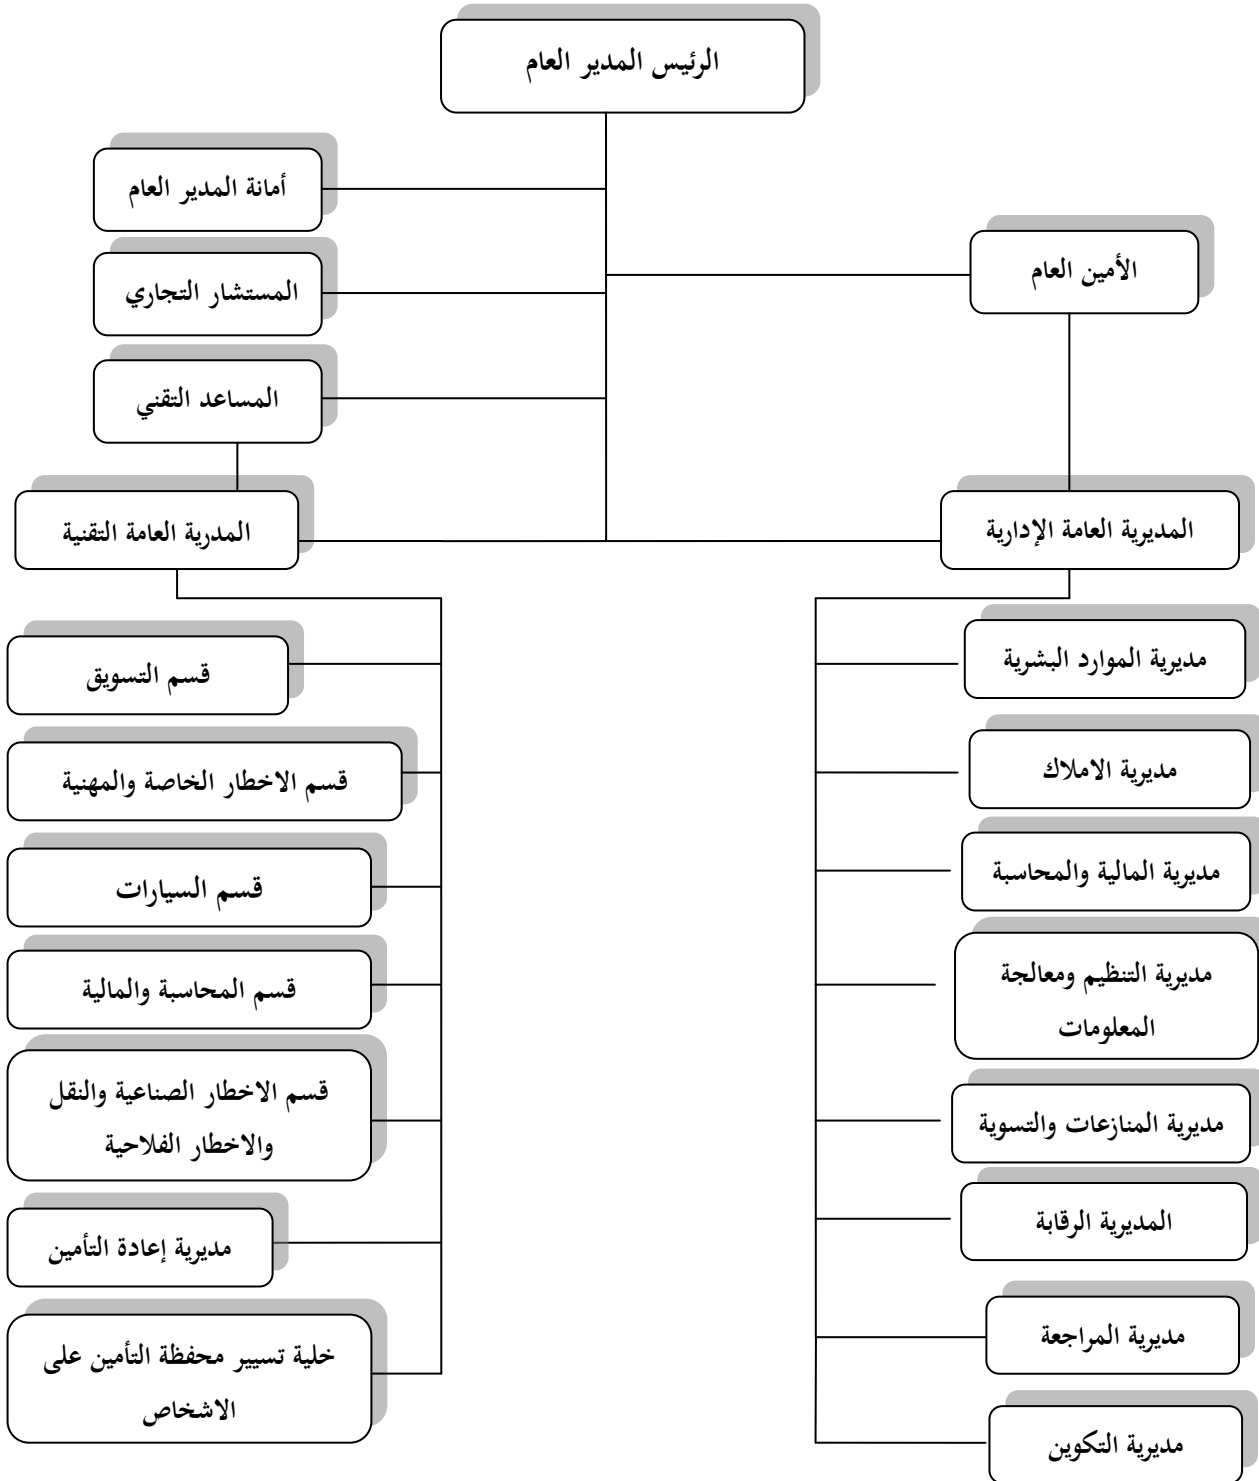 الرئيس المدير العام
أمانة المدير العام
الأمين العام
المستشار التجاري
المساعد التقني
المديرية العامة الإدارية
المدرية العامة التقنية
مديرية الموارد البشرية
مديرية الاملاك
مديرية المالية والمحاسبة
مديرية التنظيم ومعالجة
المعلومات
مديرية المنازعات والتسوية
المديرية الرقابة
مديرية المراجعة
مديرية التكوين
قسم التسويق
قسم الاخطار الخاصة والمهنية
قسم السيارات
قسم المحاسبة والمالية
قسم الاخطار الصناعية والنقل
والاخطار الفلاحية
مديرية إعادة التأمين
خلية تسيير محفظة التأمين على
الاشخاص